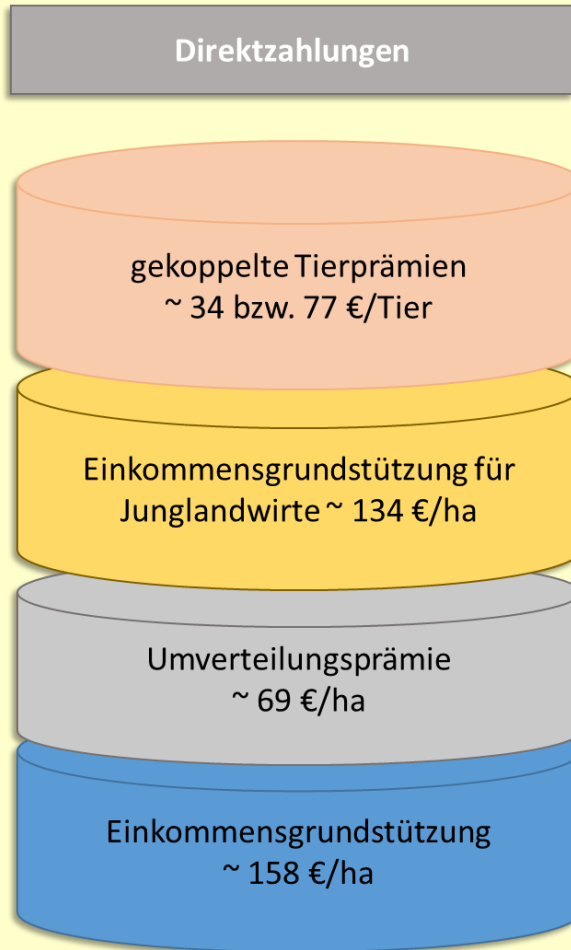 Direktzahlungen
gekoppelte Tierprämien
~ 34 bzw. 77 €/Tier
Einkommensgrundstützung für
Junglandwirte ~ 134 €/ha
Umverteilungsprämie
~ 69 €/ha
Einkommensgrundstützung
~ 158 €/ha